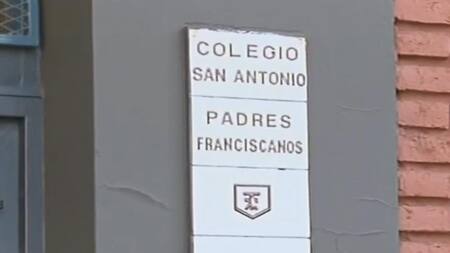 COLEGIO
SAN ANTONIO
PADRES
FRANCISCANOS